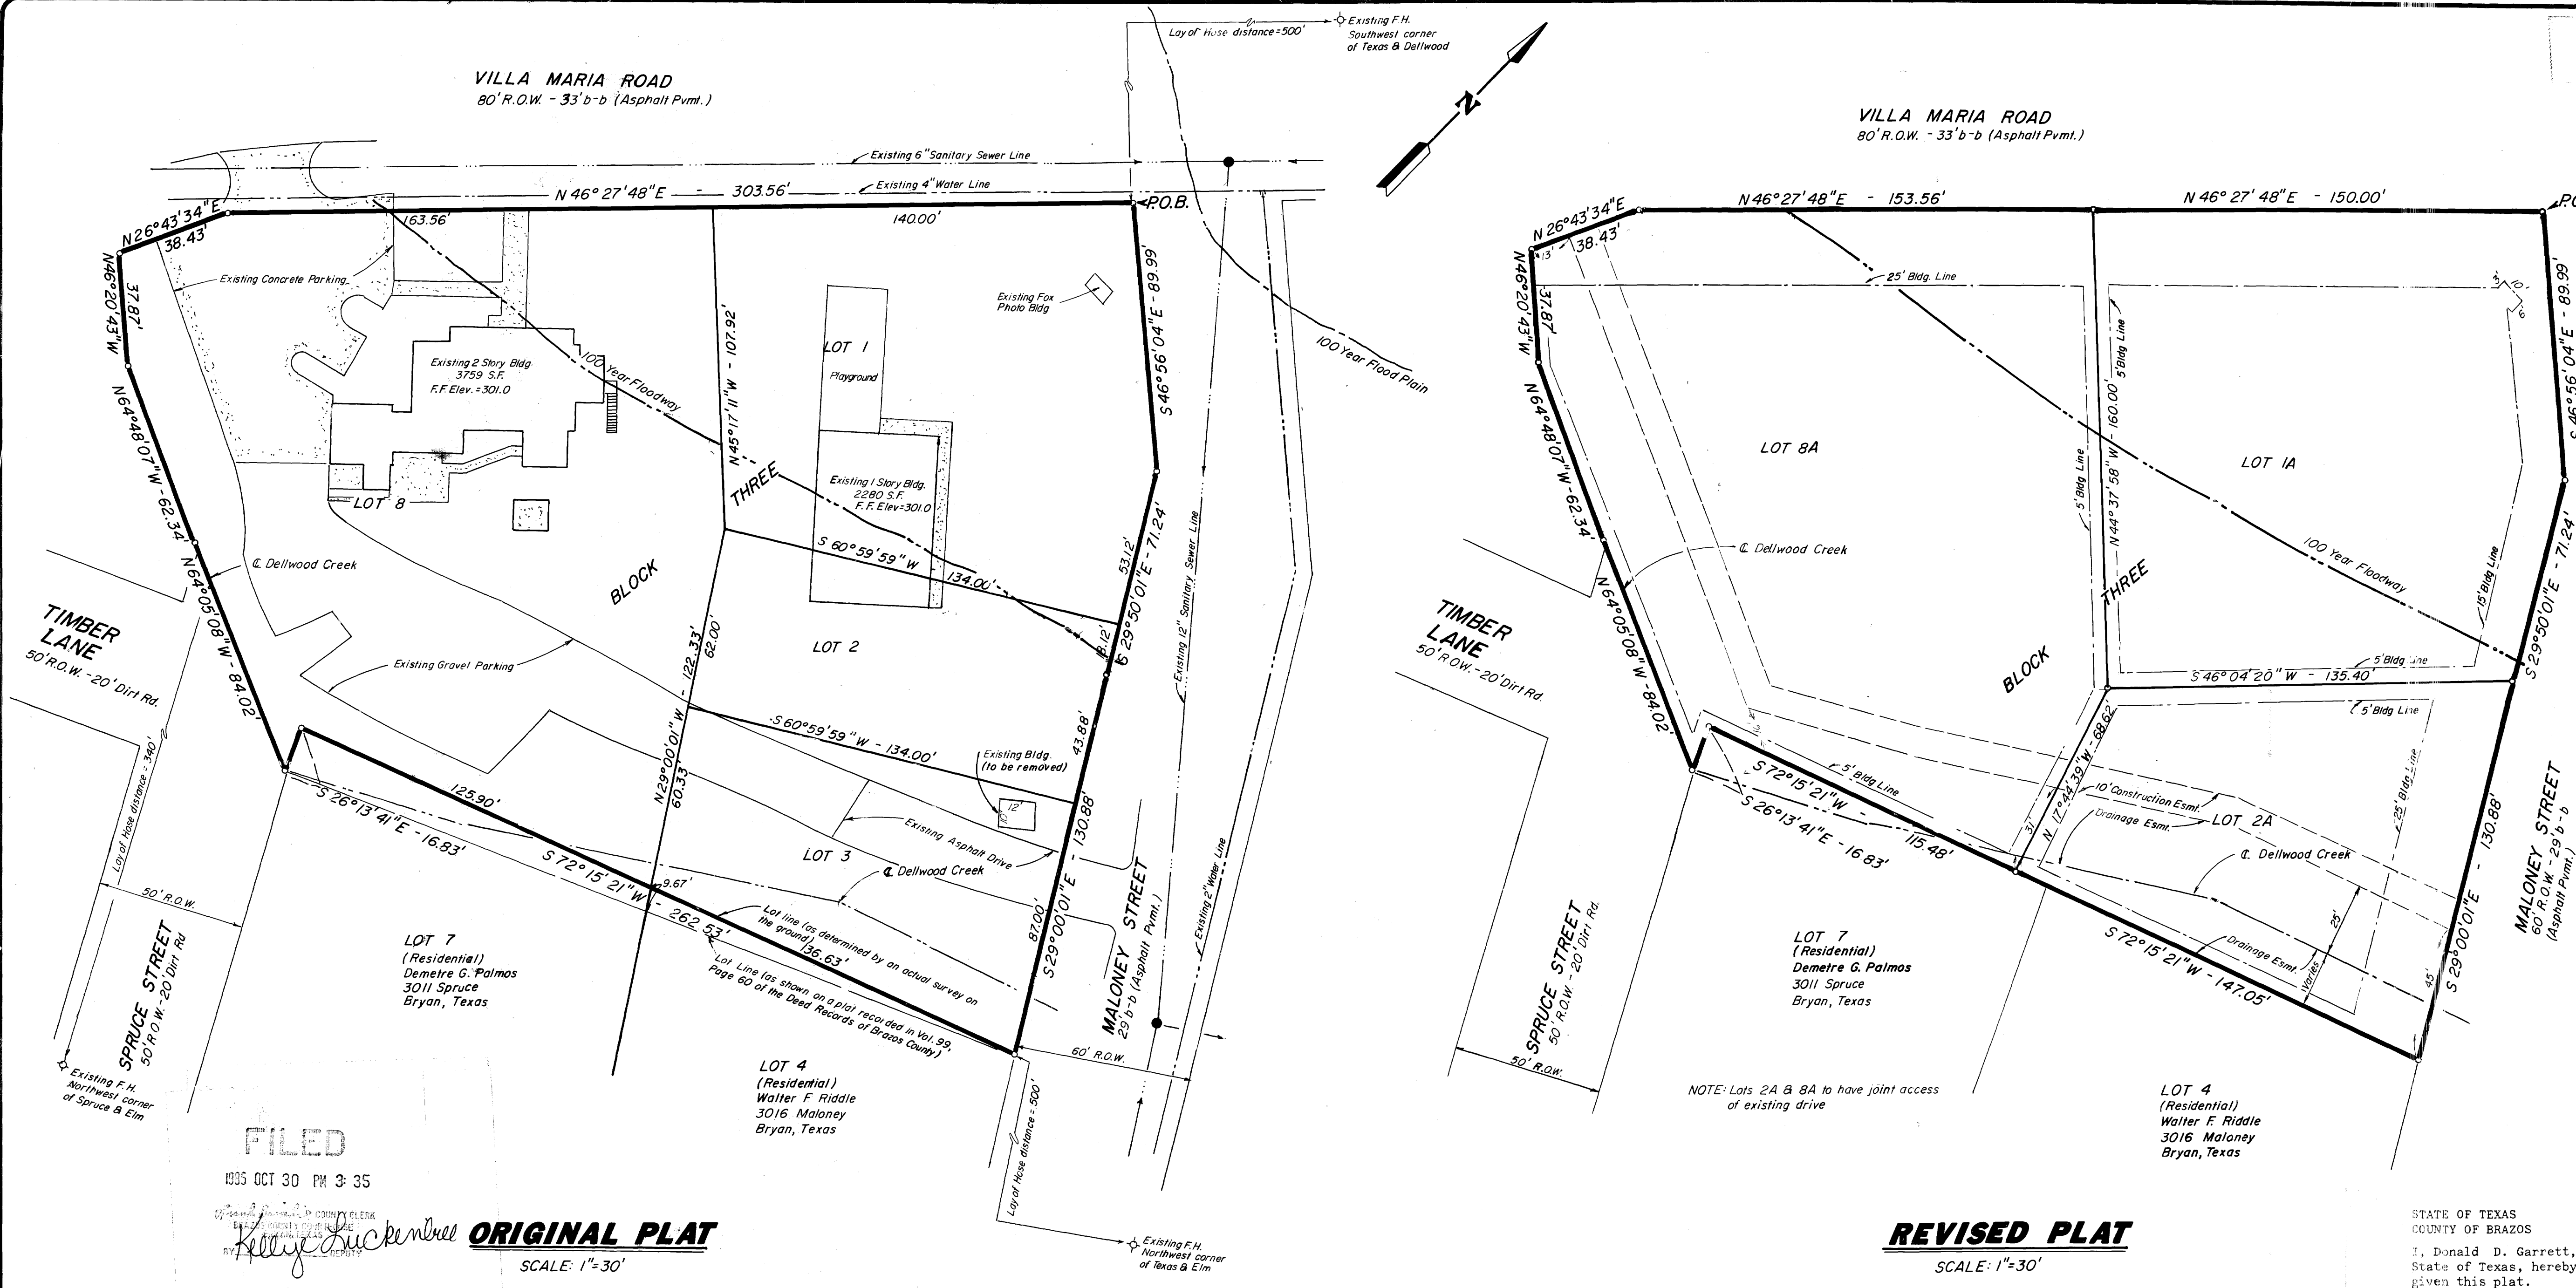 Lay of Hose distance=500'
Existing F.H.
Southwest corner
of Texas & Dellwood
VILLA MARIA ROAD
80' R.O.W. - 33' b-b (Asphalt Pvmt.)
N
Existing 6" Sanitary Sewer Line
Existing 4" Water Line
N 46° 27' 48" E - 303.56'
163.56'
140.00'
P.O.B.
N 26° 43' 34" E
38.43'
N 46° 20' 43" W
37.87'
Existing Concrete Parking
Existing 2 Story Bldg
3759 S.F.
F.F. Elev. = 301.0
100 Year Floodway
N 45° 17' 11" W - 107.92'
LOT 1
Playground
Existing Fox
Photo Bldg
S 46° 56' 04" E - 89.99'
100 Year Flood Plain
N 64° 48' 07" W - 62.34'
LOT 8
THREE
Existing 1 Story Bldg.
2280 S.F.
F.F. Elev=301.0
Existing 12" Sanitary Sewer Line
S 60° 59' 59" W - 134.00'
53.12'
S 29° 50' 01" E - 71.24'
18.12'
℄ Dellwood Creek
N 64° 05' 08" W - 84.02'
BLOCK
LOT 2
TIMBER
LANE
50' R.O.W. - 20' Dirt Rd.
Existing Gravel Parking
N 29° 00' 01" W - 122.33'
62.00'
60.33'
S 60° 59' 59" W - 134.00'
43.88'
Existing Bldg.
(to be removed)
12'
10'
Lay of Hose distance = 340'
125.90'
S 26° 13' 41" E - 16.83'
S 72° 15' 21" W - 262.53'
9.67'
136.63'
LOT 3
Existing Asphalt Drive
℄ Dellwood Creek
87.00'
S 29° 00' 01" E - 130.88'
Lot line (as determined by an actual survey on
the ground)
Lot Line (as shown on a plat recorded in Vol. 99,
Page 60 of the Deed Records of Brazos County)
MALONEY STREET
29' b-b (Asphalt Pvmt.)
Existing 2" Water Line
60' R.O.W.
50' R.O.W.
SPRUCE STREET
50' R.O.W. - 20' Dirt Rd
LOT 7
(Residential)
Demetre G. Palmos
3011 Spruce
Bryan, Texas
LOT 4
(Residential)
Walter F. Riddle
3016 Maloney
Bryan, Texas
Existing F.H.
Northwest corner
of Spruce & Elm
Lay of Hose distance = 500'
Existing F.H.
Northwest corner
of Texas & Elm
FILED
1985 OCT 30 PM 3:35
COUNTY CLERK
BRAZOS COUNTY COURTHOUSE
BY Kellye Luckenbree
DEPUTY
ORIGINAL PLAT
SCALE: 1"=30'
VILLA MARIA ROAD
80' R.O.W. - 33' b-b (Asphalt Pvmt.)
N 46° 27' 48" E - 153.56'
N 46° 27' 48" E - 150.00'
N 26° 43' 34" E
38.43'
13'
N 46° 20' 43" W
37.87'
25' Bldg. Line
5' Bldg Line
3'
10'
6'
S 46° 56' 04" E - 89.99'
N 64° 48' 07" W - 62.34'
LOT 8A
5' Bldg Line
N 44° 37' 58" W - 160.00'
LOT 1A
℄ Dellwood Creek
100 Year Floodway
THREE
15' Bldg Line
S 29° 50' 01" E - 71.24'
N 64° 05' 08" W - 84.02'
TIMBER
LANE
50' R.O.W. - 20' Dirt Rd.
BLOCK
5' Bldg Line
S 46° 04' 20" W - 135.40'
5' Bldg Line
N 17° 44' 39" W - 68.62'
31'
5' Bldg Line
S 72° 15' 21" W - 115.48'
S 26° 13' 41" E - 16.83'
10' Construction Esmt.
Drainage Esmt.
LOT 2A
25' Bldg Line
℄ Dellwood Creek
25'
Varies
Drainage Esmt.
S 72° 15' 21" W - 147.05'
45'
S 29° 00' 01" E - 130.88'
MALONEY STREET
60' R.O.W. - 29' b-b
(Asphalt Pvmt.)
SPRUCE STREET
50' R.O.W. - 20' Dirt Rd.
50' R.O.W.
LOT 7
(Residential)
Demetre G. Palmos
3011 Spruce
Bryan, Texas
NOTE: Lots 2A & 8A to have joint access
of existing drive
LOT 4
(Residential)
Walter F. Riddle
3016 Maloney
Bryan, Texas
REVISED PLAT
SCALE: 1"=30'
STATE OF TEXAS
COUNTY OF BRAZOS
I, Donald D. Garrett,
State of Texas, hereby
given this plat.